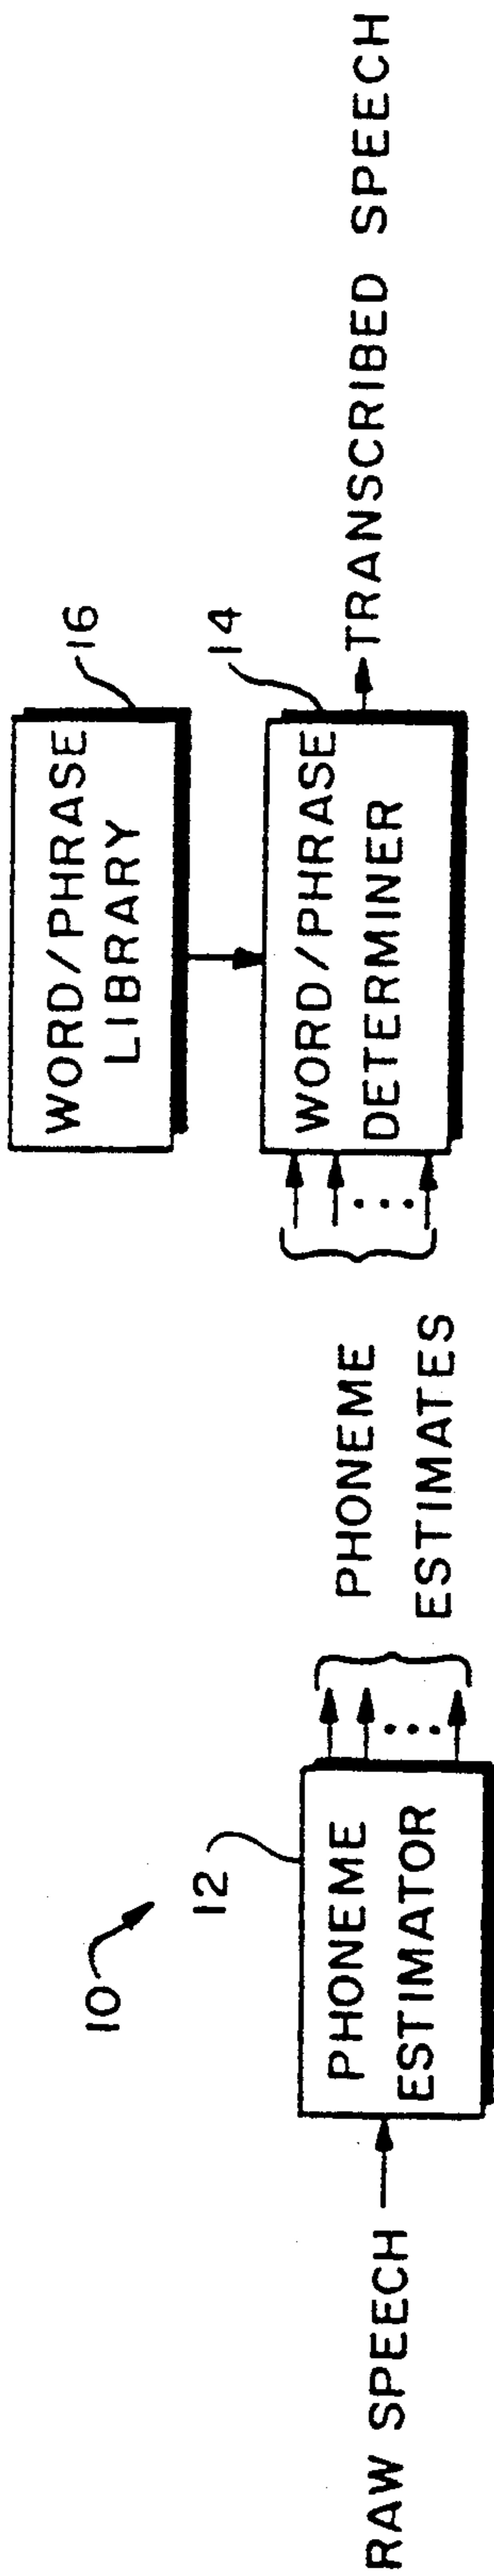 10
RAW SPEECH
12
PHONEME
ESTIMATOR
PHONEME
ESTIMATES
WORD/PHRASE
LIBRARY
16
WORD/PHRASE
DETERMINER
14
TRANSCRIBED SPEECH